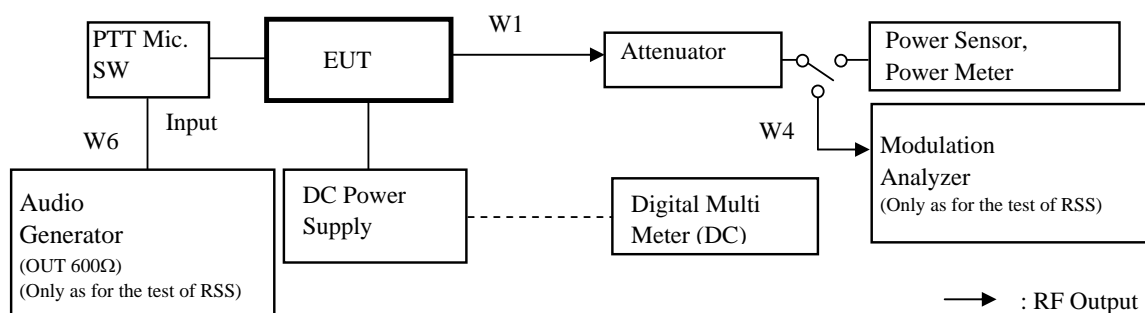 PTT Mic.
SW
EUT
W1
Attenuator
Power Sensor,
Power Meter
W6
Input
W4
Modulation
Analyzer
(Only as for the test of RSS)
Audio
Generator
(OUT 600Ω)
(Only as for the test of RSS)
DC Power
Supply
Digital Multi
Meter (DC)
: RF Output